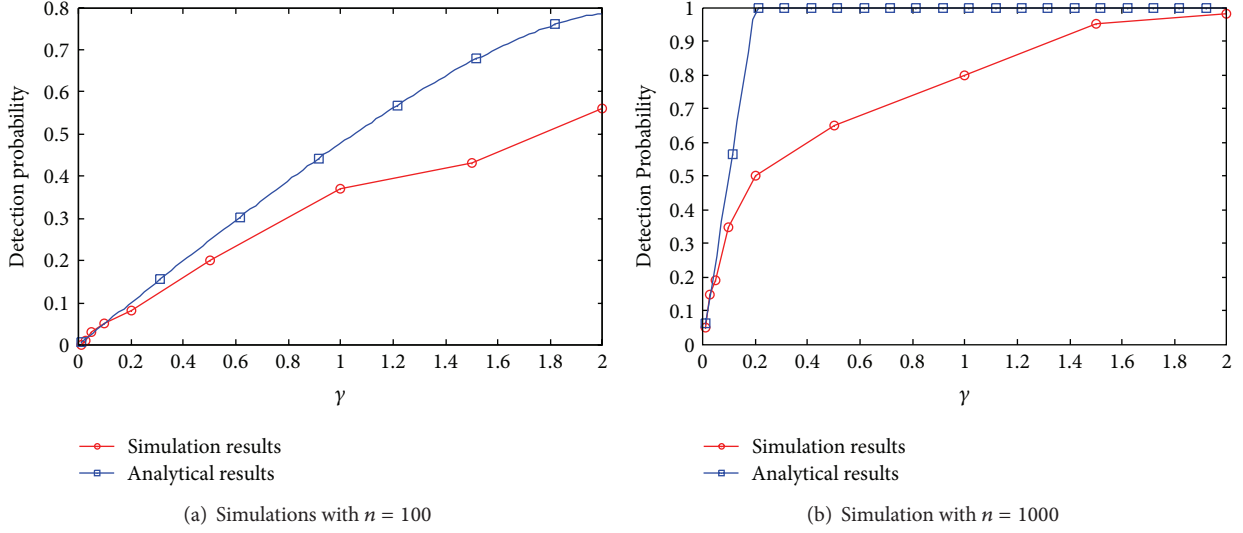 Detection probability
0.8
0.7
0.6
0.5
0.4
0.3
0.2
0.1
0
0 0.2 0.4 0.6 0.8 1 1.2 1.4 1.6 1.8 2
γ
Simulation results
Analytical results
(a) Simulations with n = 100
Detection Probability
1
0.9
0.8
0.7
0.6
0.5
0.4
0.3
0.2
0.1
0
0 0.2 0.4 0.6 0.8 1 1.2 1.4 1.6 1.8 2
γ
Simulation results
Analytical results
(b) Simulation with n = 1000